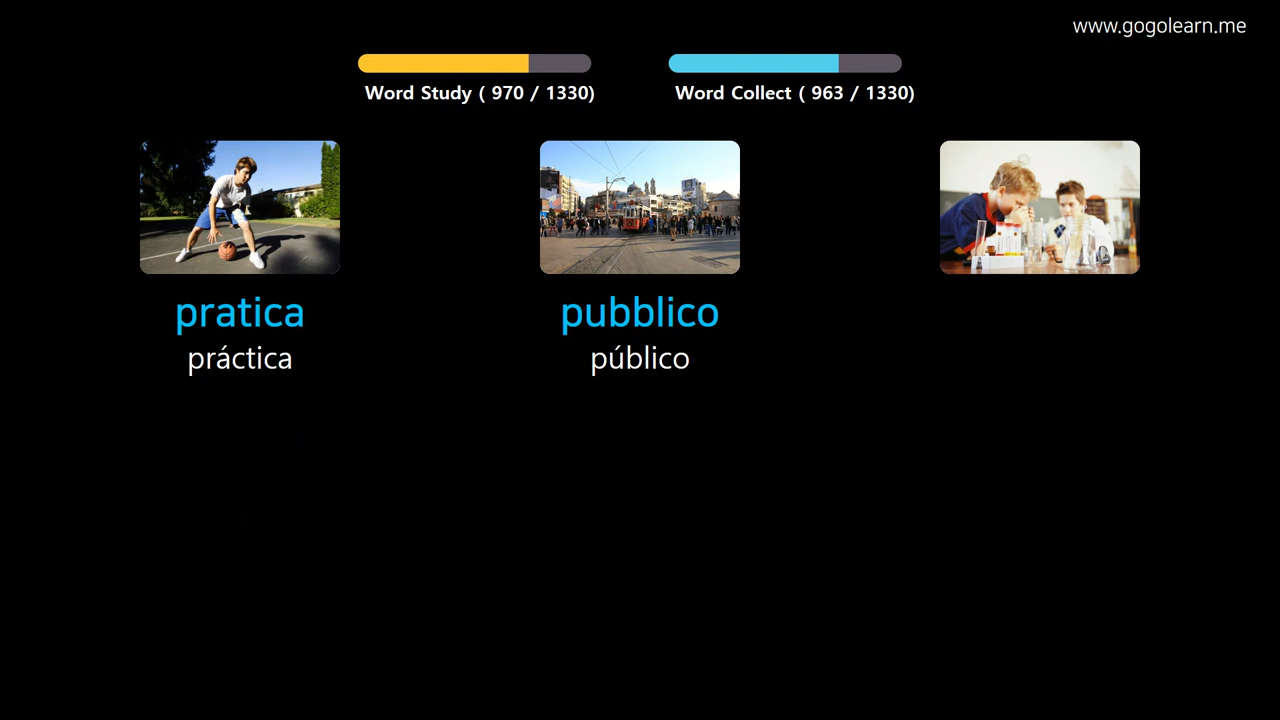 www.gogolearn.me
Word Study ( 970 / 1330)
Word Collect ( 963 / 1330)
pratica
pubblico
práctica
público